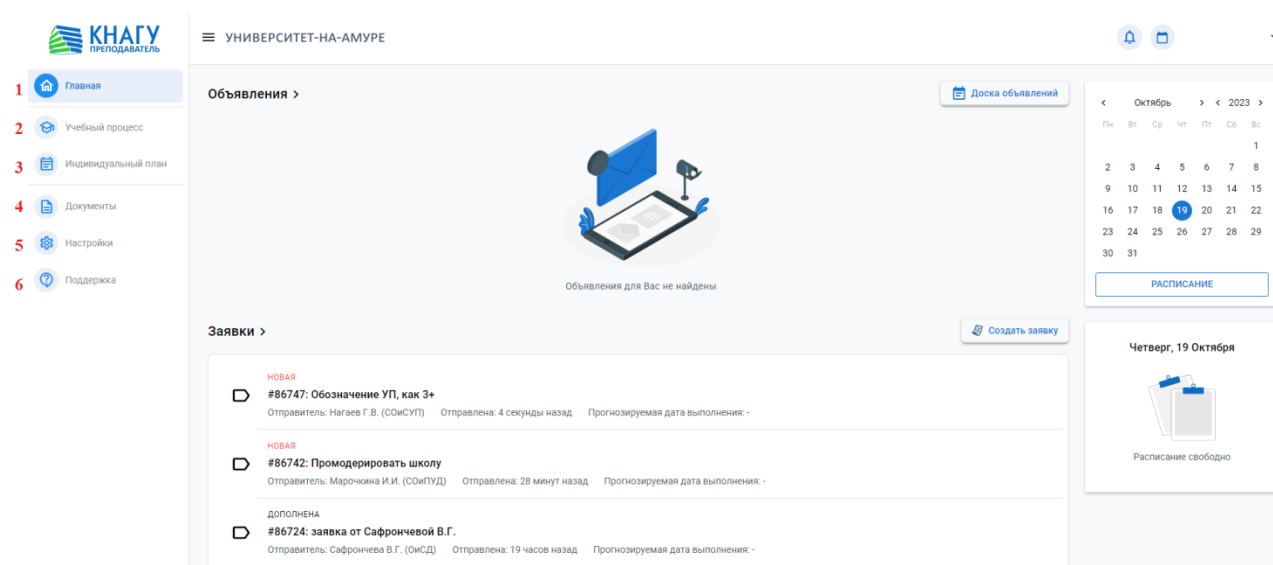 КНАГУ
ПРЕПОДАВАТЕЛЬ
УНИВЕРСИТЕТ-НА-АМУРЕ
1 Главная
2 Учебный процесс
3 Индивидуальный план
4 Документы
5 Настройки
6 Поддержка
Объявления >
Доска объявлений
Объявления для Вас не найдены
Заявки >
Создать заявку
НОВАЯ
#86747: Обозначение УП, как 3+
Отправитель: Нагаев Г.В. (СОиСУП) Отправлена: 4 секунды назад Прогнозируемая дата выполнения: -
НОВАЯ
#86742: Промодерировать школу
Отправитель: Марочкина И.И. (СОиПУД) Отправлена: 28 минут назад Прогнозируемая дата выполнения: -
ДОПОЛНЕНА
#86724: заявка от Сафрончевой В.Г.
Отправитель: Сафрончева В.Г. (ОиСД) Отправлена: 19 часов назад Прогнозируемая дата выполнения: -
< Октябрь > < 2023 >
Пн Вт Ср Чт Пт Сб Вс
1
2 3 4 5 6 7 8
9 10 11 12 13 14 15
16 17 18 19 20 21 22
23 24 25 26 27 28 29
30 31
РАСПИСАНИЕ
Четверг, 19 Октября
Расписание свободно